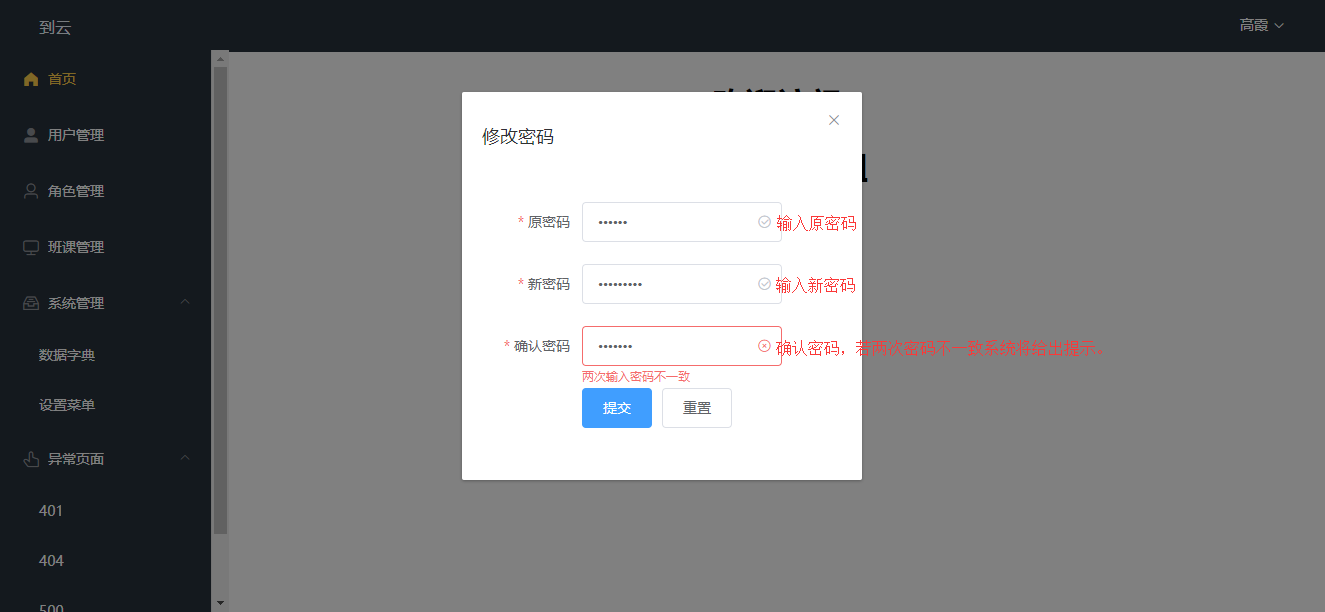 到云
高霞
首页
用户管理
角色管理
班课管理
系统管理
数据字典
设置菜单
异常页面
401
404
500
修改密码
* 原密码 •••••• 输入原密码
* 新密码 ••••••••• 输入新密码
* 确认密码 ••••••• 确认密码，若两次密码不一致系统将给出提示。
两次输入密码不一致
提交 重置